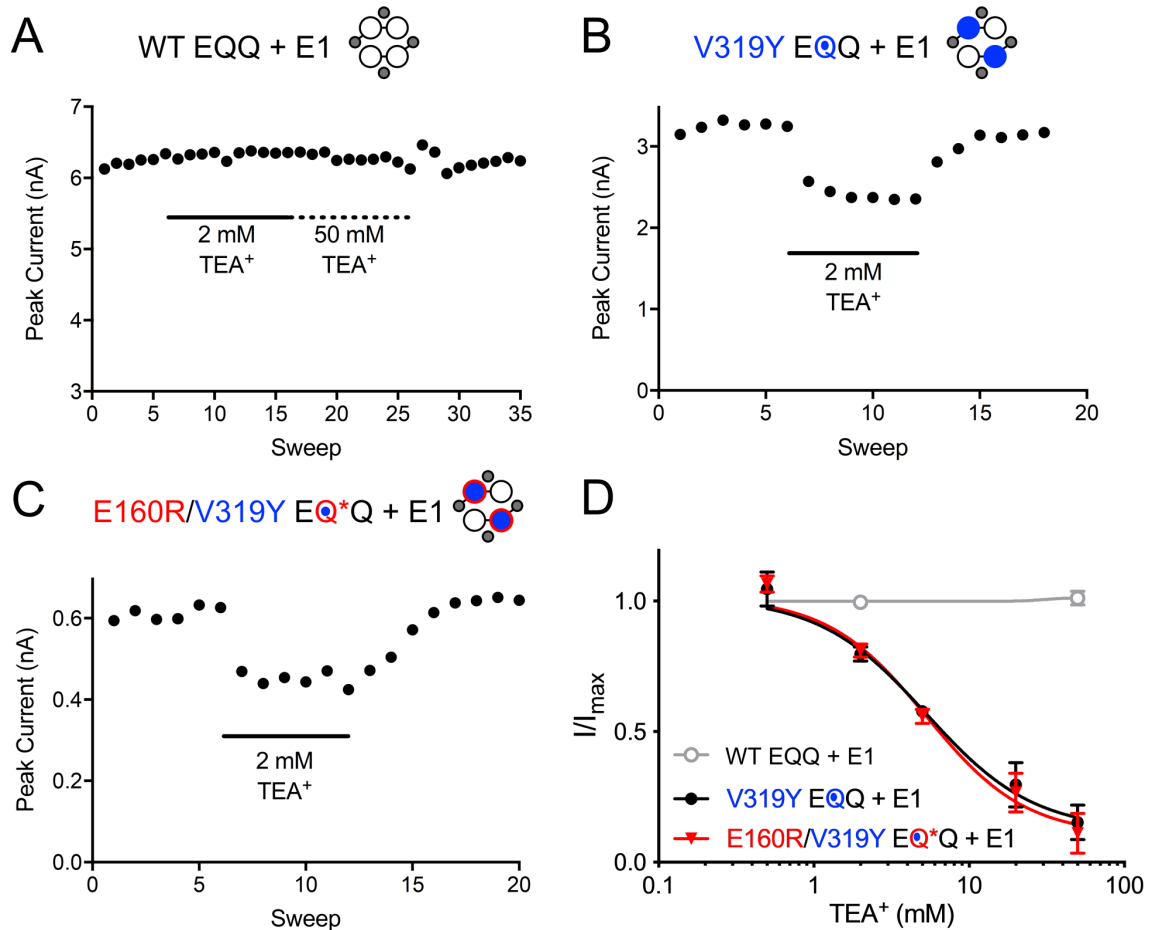 A
WT EQQ + E1
7
6
5
4
3
Peak Current (nA)
2 mM
TEA⁺
50 mM
TEA⁺
0 5 10 15 20 25 30 35
Sweep
B
V319Y EQQ + E1
3
2
1
0
Peak Current (nA)
2 mM
TEA⁺
0 5 10 15 20
Sweep
C
E160R/V319Y EQ*Q + E1
0.6
0.4
0.2
0.0
Peak Current (nA)
2 mM
TEA⁺
0 5 10 15 20
Sweep
D
1.0
0.5
0.0
I/Imax
WT EQQ + E1
V319Y EQQ + E1
E160R/V319Y EQ*Q + E1
0.1 1 10 100
TEA⁺ (mM)